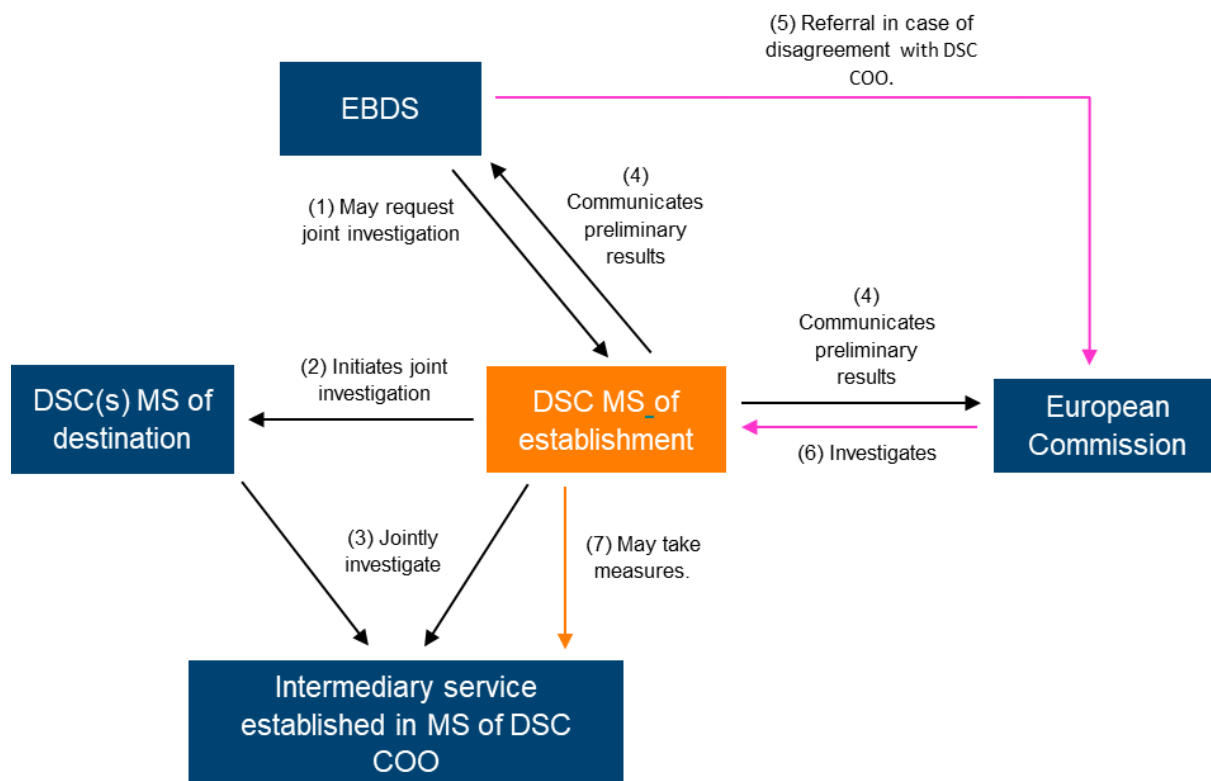 (5) Referral in case of
disagreement with DSC
COO.
EBDS
(1) May request
joint investigation
(4)
Communicates
preliminary
results
(4)
Communicates
preliminary
results
(2) Initiates joint
investigation
DSC(s) MS of
destination
DSC MS of
establishment
European
Commission
(6) Investigates
(3) Jointly
investigate
(7) May take
measures.
Intermediary service
established in MS of DSC
COO